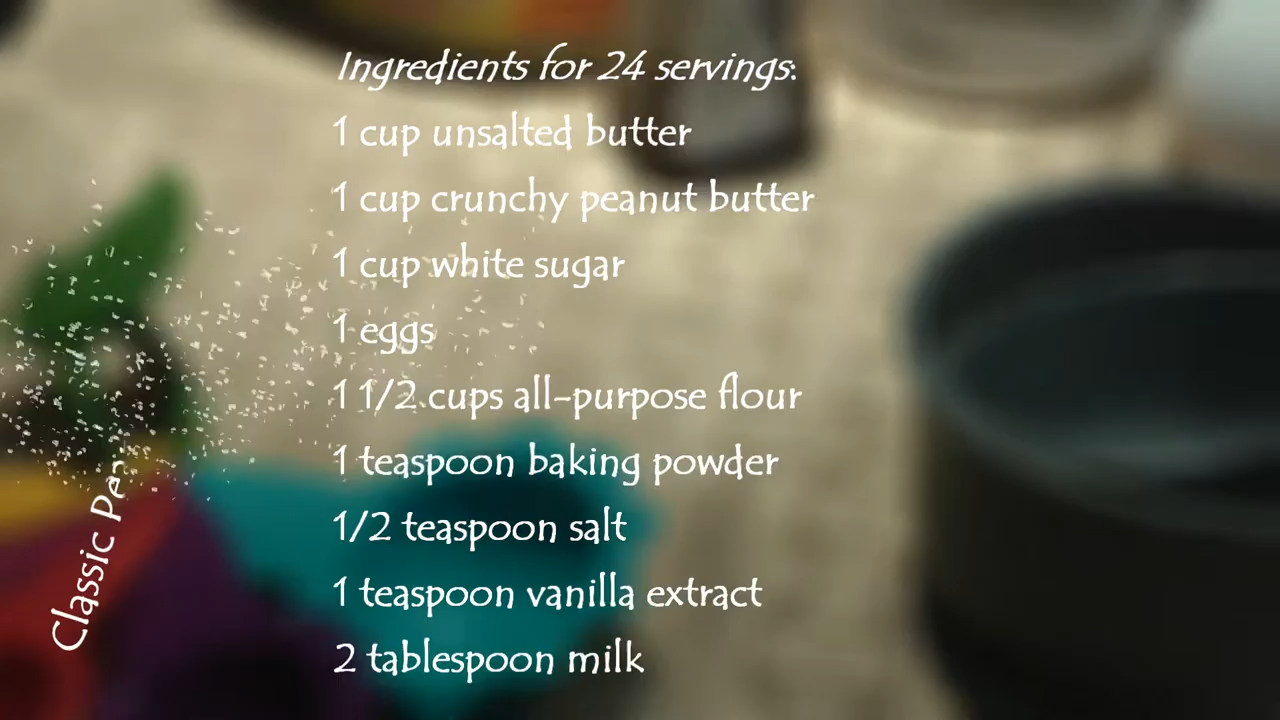 Ingredients for 24 servings:
1 cup unsalted butter
1 cup crunchy peanut butter
1 cup white sugar
1 eggs
1 1/2 cups all-purpose flour
1 teaspoon baking powder
1/2 teaspoon salt
1 teaspoon vanilla extract
2 tablespoon milk
Classic